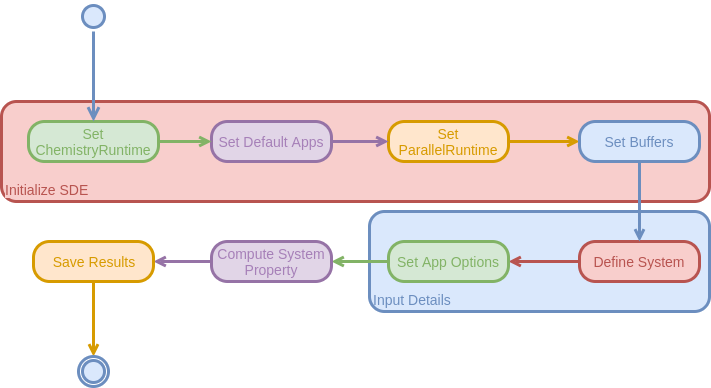 Set
ChemistryRuntime
Set Default Apps
Set
ParallelRuntime
Set Buffers
Initialize SDE
Save Results
Compute System
Property
Set App Options
Define System
Input Details